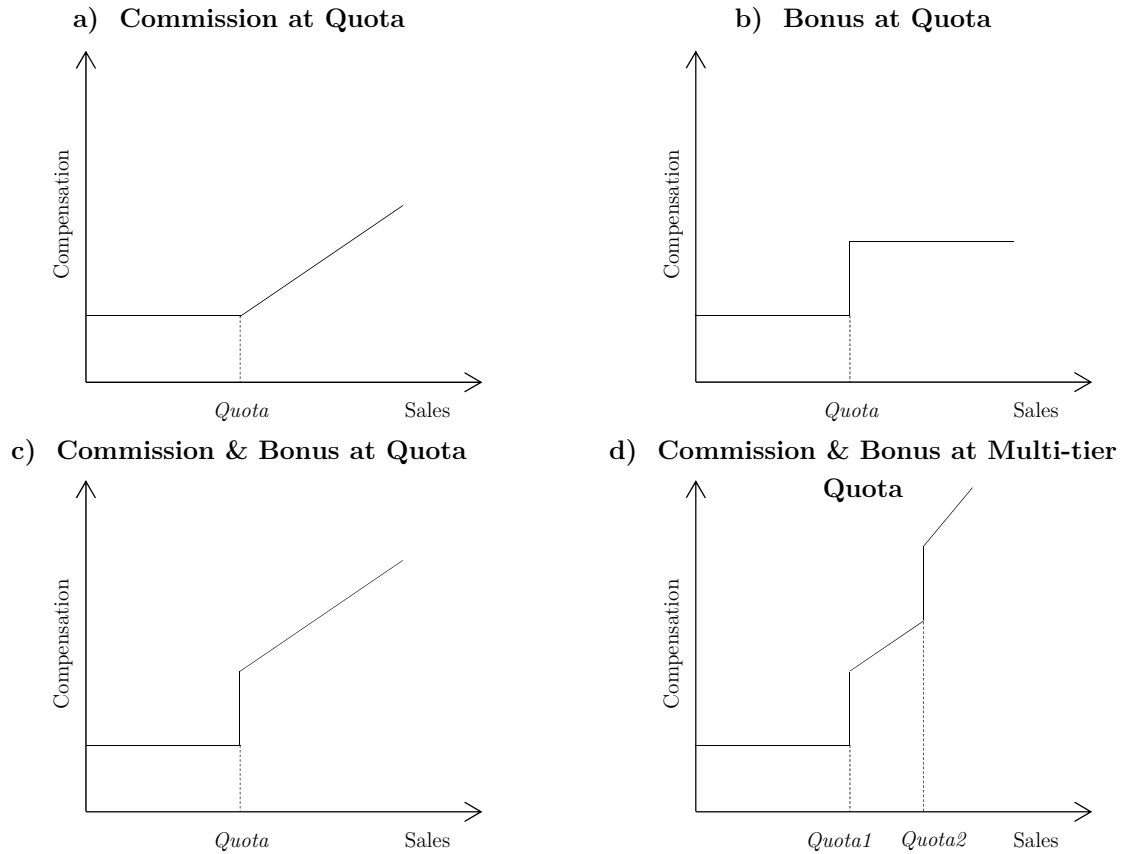 a) Commission at Quota
Compensation
Quota
Sales
b) Bonus at Quota
Compensation
Quota
Sales
c) Commission & Bonus at Quota
Compensation
Quota
Sales
d) Commission & Bonus at Multi-tier
Quota
Compensation
Quota1
Quota2
Sales